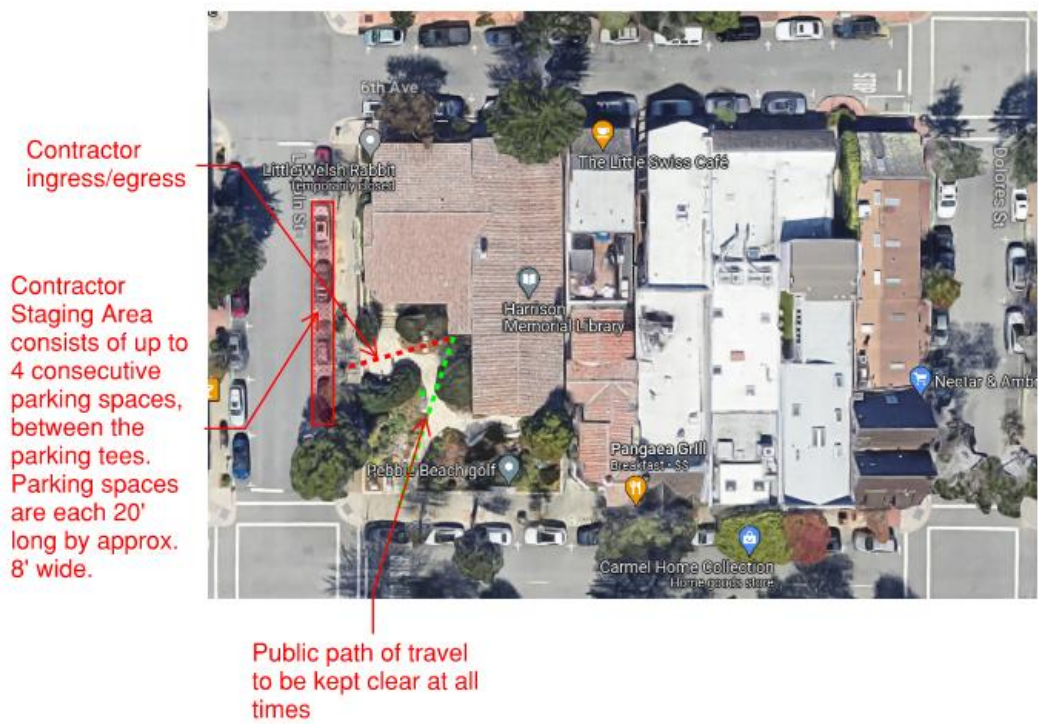 Contractor
ingress/egress
Contractor
Staging Area
consists of up to
4 consecutive
parking spaces,
between the
parking tees.
Parking spaces
are each 20'
long by approx.
8' wide.
6th Ave
Lincoln St
Little Welsh Rabbit
Temporarily closed
The Little Swiss Café
STOP
Dolores St
Harrison
Memorial Library
Nectar & Ambr
Pangaea Grill
Breakfast • $$
Pebble Beach golf
Carmel Home Collection
Home goods store
Public path of travel
to be kept clear at all
times